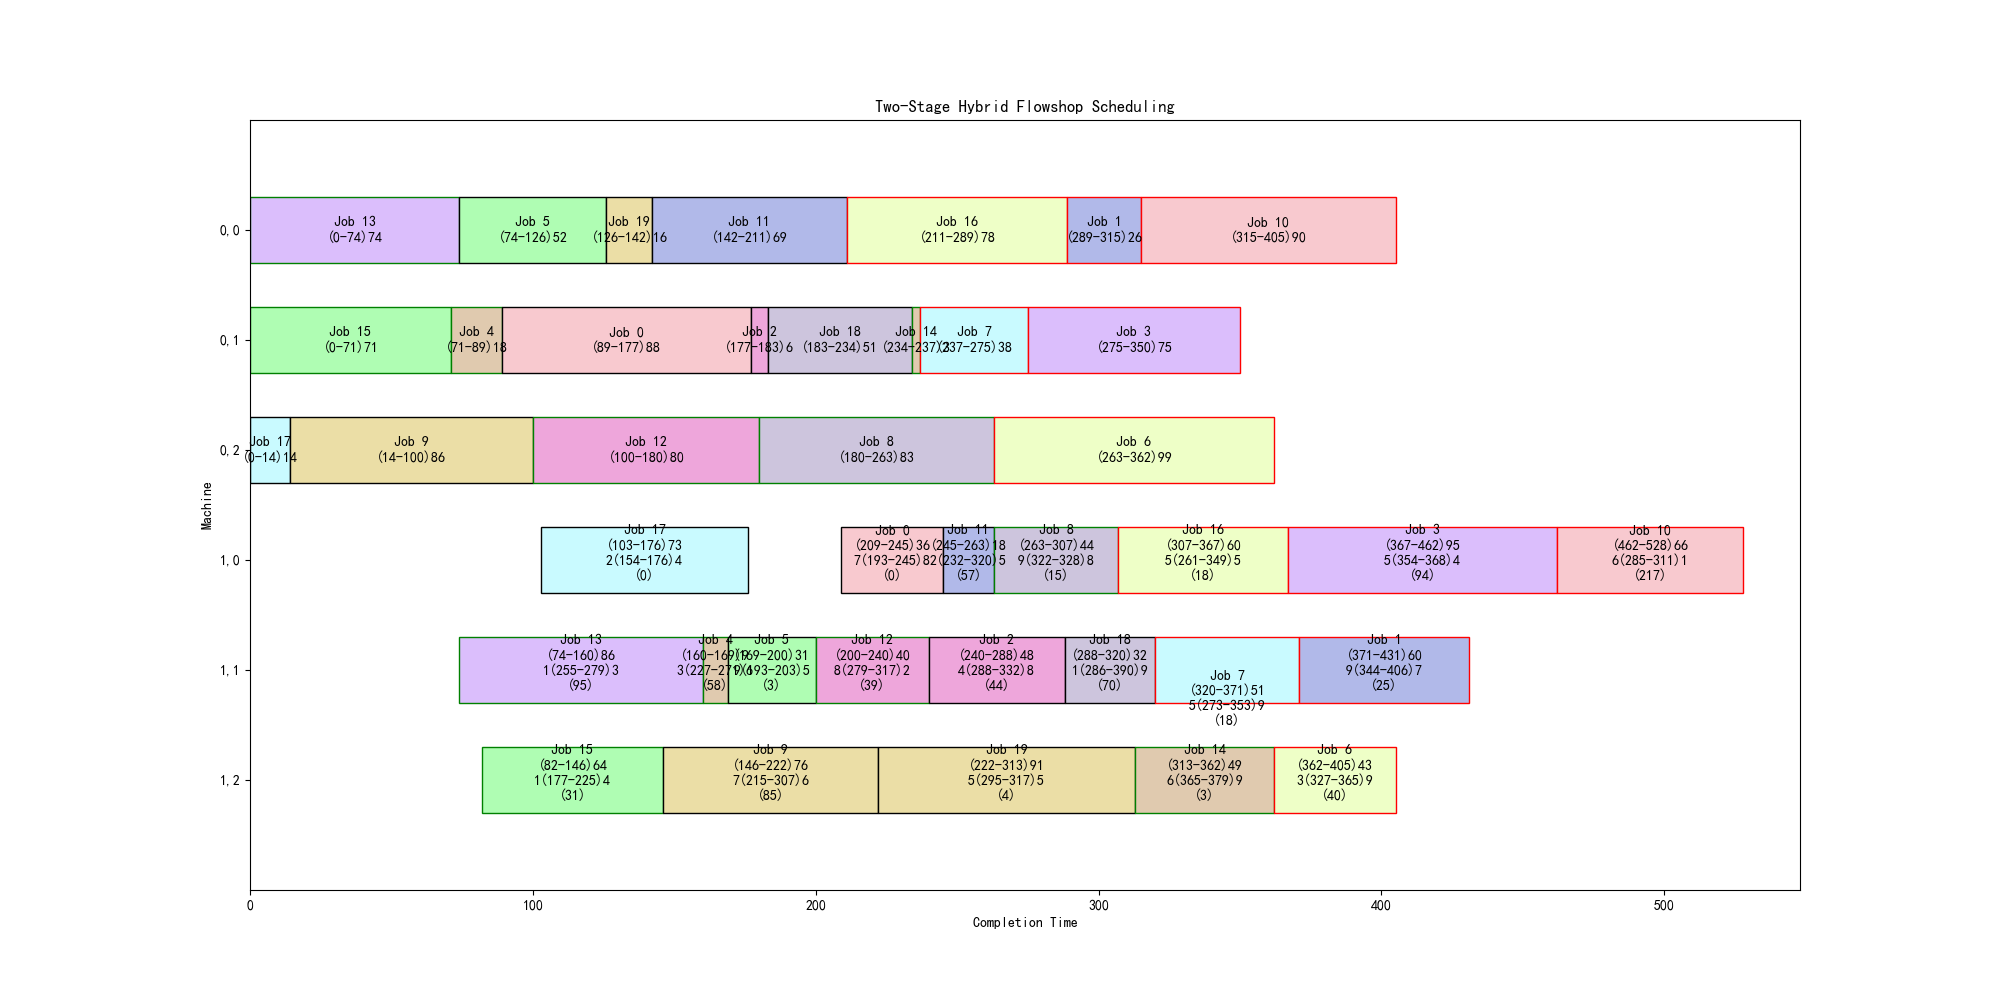 Two-Stage Hybrid Flowshop Scheduling
Machine
0,0
Job 13
(0-74)74
Job 5
(74-126)52
Job 19
(126-142)16
Job 11
(142-211)69
Job 16
(211-289)78
Job 1
(289-315)26
Job 10
(315-405)90
0,1
Job 15
(0-71)71
Job 4
(71-89)18
Job 0
(89-177)88
Job 2
(177-183)6
Job 18
(183-234)51
Job 14
(234-237)3
Job 7
(237-275)38
Job 3
(275-350)75
0,2
Job 17
(0-14)14
Job 9
(14-100)86
Job 12
(100-180)80
Job 8
(180-263)83
Job 6
(263-362)99
1,0
Job 17
(103-176)73
2(154-176)4
(0)
Job 0
(209-245)36
7(193-245)8
(0)
Job 11
(245-263)18
2(232-320)5
(57)
Job 8
(263-307)44
9(322-328)8
(15)
Job 16
(307-367)60
5(261-349)5
(18)
Job 3
(367-462)95
5(354-368)4
(94)
Job 10
(462-528)66
6(285-311)1
(217)
1,1
Job 13
(74-160)86
1(255-279)3
(95)
Job 4
(160-169)9
3(227-271)
(58)
Job 5
(169-200)31
(193-203)5
(3)
Job 12
(200-240)40
8(279-317)2
(39)
Job 2
(240-288)48
4(288-332)8
(44)
Job 18
(288-320)32
1(286-390)9
(70)
Job 7
(320-371)51
5(273-353)9
(18)
Job 1
(371-431)60
9(344-406)7
(25)
1,2
Job 15
(82-146)64
1(177-225)4
(31)
Job 9
(146-222)76
7(215-307)6
(85)
Job 19
(222-313)91
5(295-317)5
(4)
Job 14
(313-362)49
6(365-379)9
(3)
Job 6
(362-405)43
3(327-365)9
(40)
0
100
200
300
400
500
Completion Time